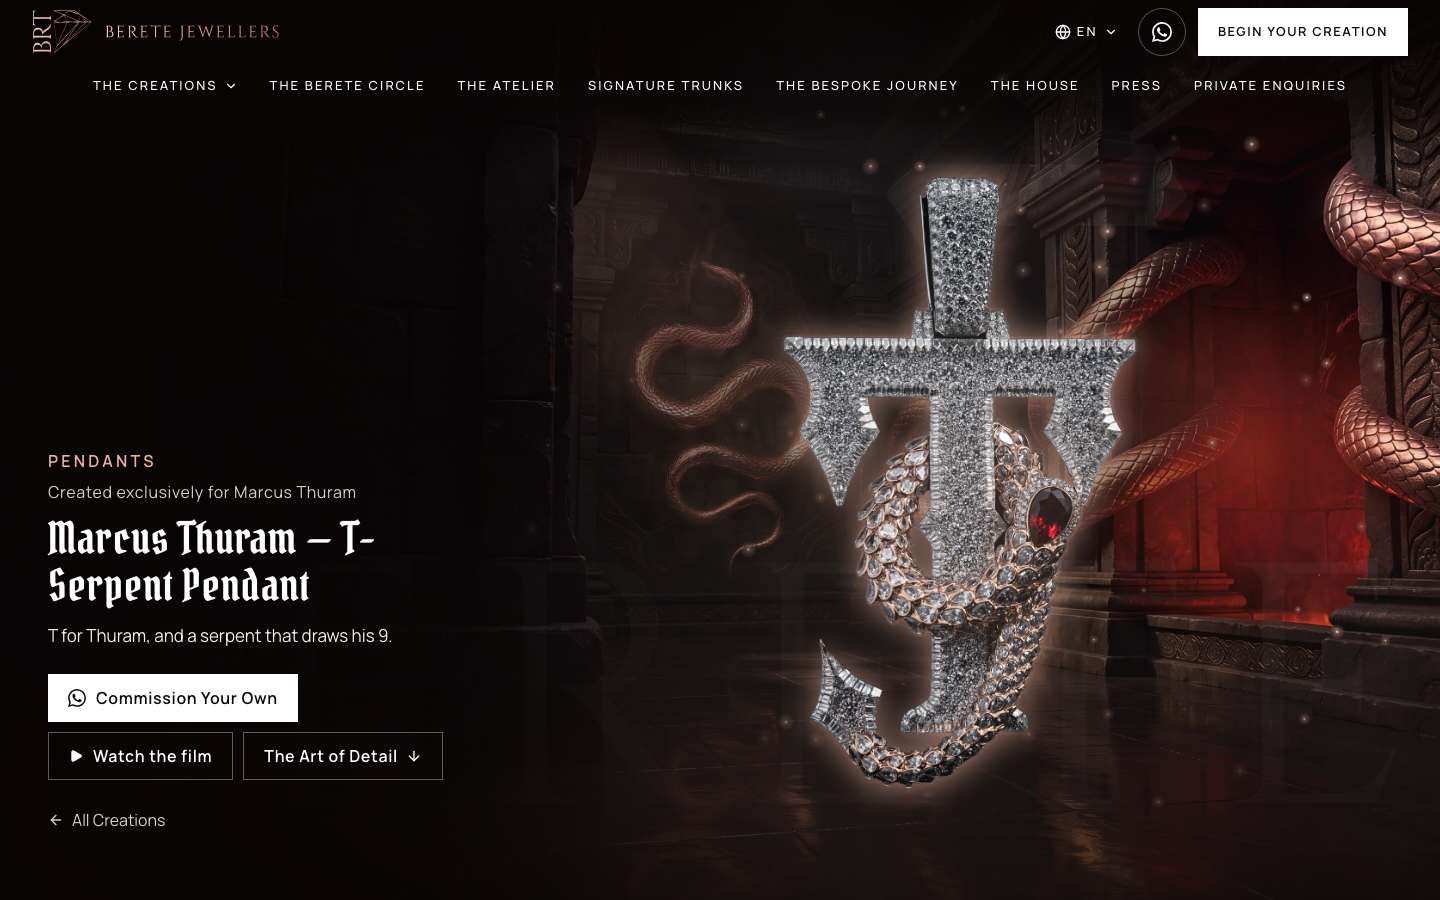 BRT
BERETE JEWELLERS
EN
BEGIN YOUR CREATION
THE CREATIONS
THE BERETE CIRCLE
THE ATELIER
SIGNATURE TRUNKS
THE BESPOKE JOURNEY
THE HOUSE
PRESS
PRIVATE ENQUIRIES
PENDANTS
Created exclusively for Marcus Thuram
Marcus Thuram – T-
Serpent Pendant
T for Thuram, and a serpent that draws his 9.
Commission Your Own
Watch the film
The Art of Detail
All Creations